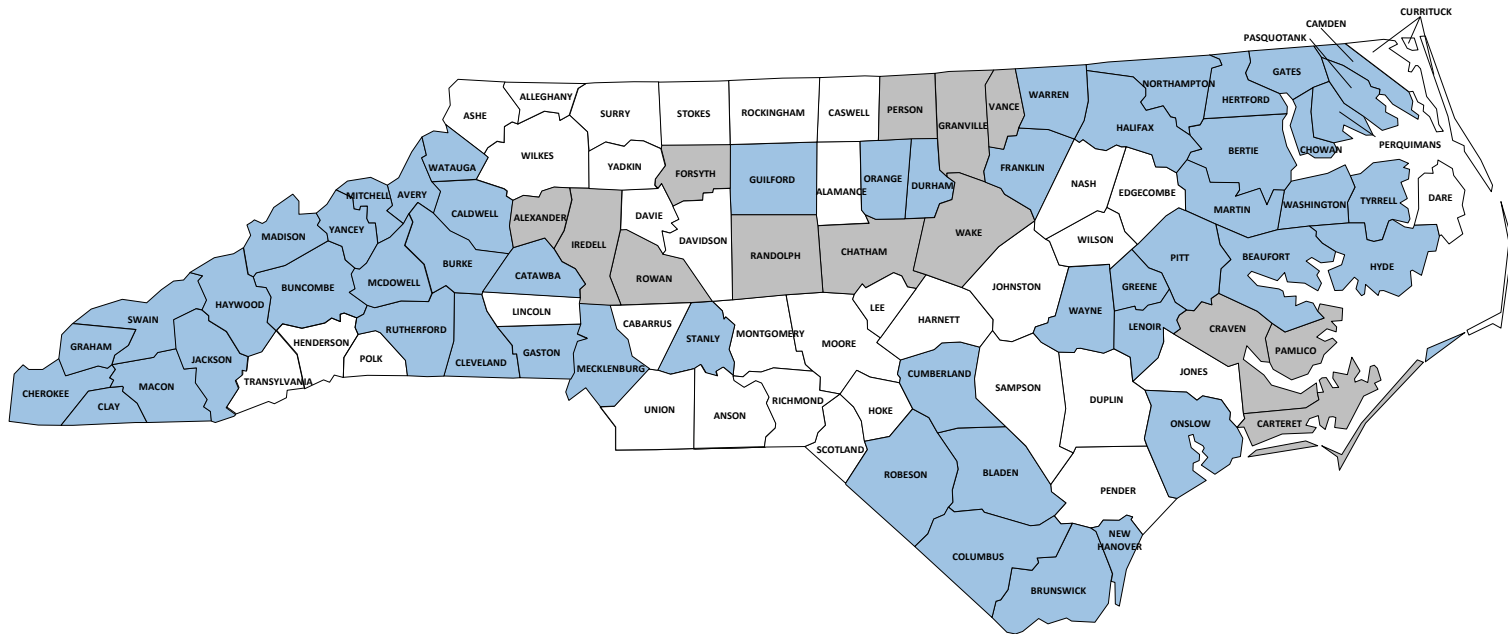 CURRITUCK
CAMDEN
PASQUOTANK
GATES
NORTHAMPTON
HERTFORD
WARREN
VANCE
PERSON
GRANVILLE
CASWELL
ROCKINGHAM
STOKES
SURRY
ALLEGHANY
ASHE
HALIFAX
PERQUIMANS
CHOWAN
BERTIE
WILKES
YADKIN
FORSYTH
GUILFORD
ALAMANCE
ORANGE
DURHAM
FRANKLIN
NASH
EDGECOMBE
WATAUGA
MITCHELL
AVERY
CALDWELL
ALEXANDER
IREDELL
DAVIE
DAVIDSON
RANDOLPH
CHATHAM
WAKE
WILSON
MARTIN
WASHINGTON
TYRRELL
DARE
MADISON
YANCEY
BURKE
CATAWBA
ROWAN
JOHNSTON
PITT
BEAUFORT
HYDE
HAYWOOD
BUNCOMBE
MCDOWELL
LINCOLN
LEE
HARNETT
WAYNE
GREENE
SWAIN
RUTHERFORD
CABARRUS
STANLY
MONTGOMERY
MOORE
LENOIR
CRAVEN
PAMLICO
GRAHAM
JACKSON
HENDERSON
POLK
CLEVELAND
GASTON
MECKLENBURG
CUMBERLAND
SAMPSON
JONES
CHEROKEE
MACON
CLAY
TRANSYLVANIA
UNION
ANSON
RICHMOND
HOKE
DUPLIN
ONSLOW
CARTERET
SCOTLAND
ROBESON
BLADEN
PENDER
COLUMBUS
NEW
HANOVER
BRUNSWICK